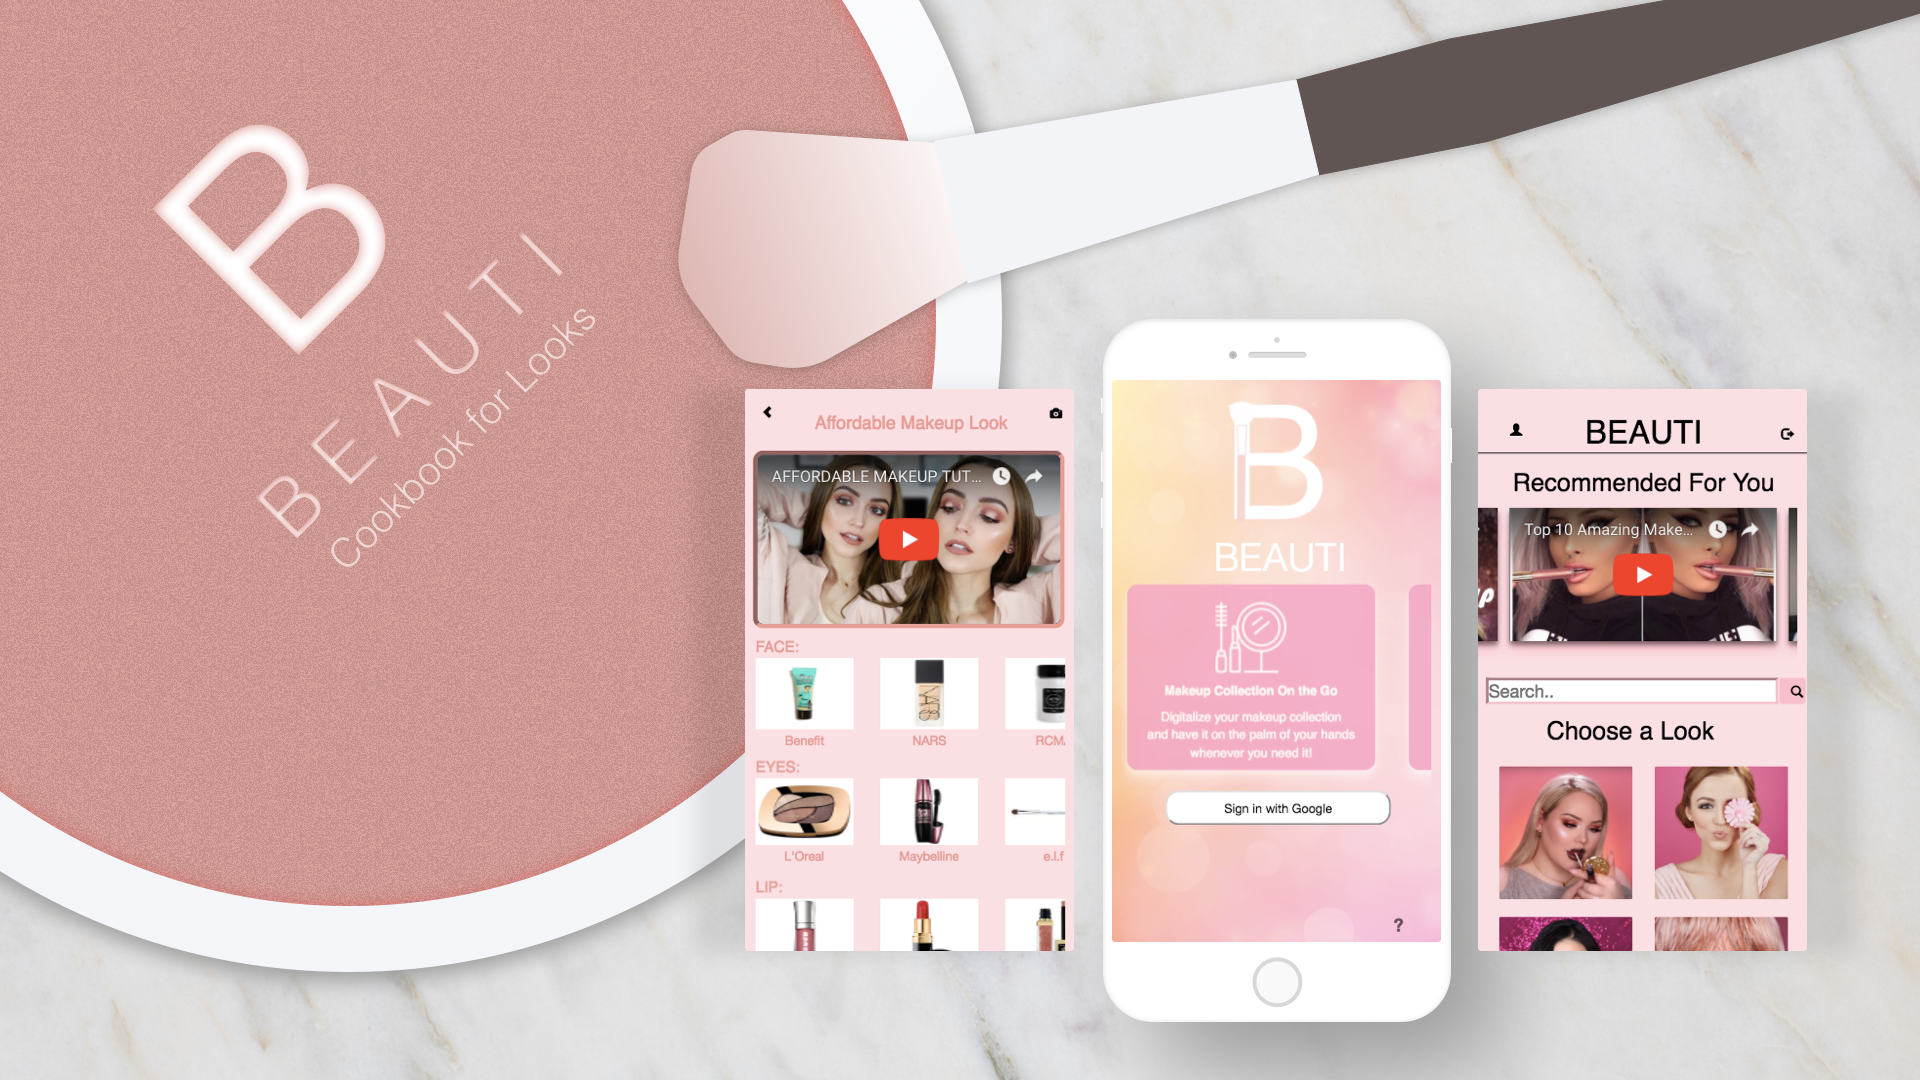 B
BEAUTI
Cookbook for Looks
Affordable Makeup Look
AFFORDABLE MAKEUP TUT...
FACE:
Benefit
NARS
RCMA
EYES:
L'Oreal
Maybelline
e.l.f
LIP:
B
BEAUTI
Makeup Collection On the Go
Digitalize your makeup collection
and have it on the palm of your hands
whenever you need it!
Sign in with Google
?
BEAUTI
Recommended For You
Top 10 Amazing Make...
Search..
Choose a Look